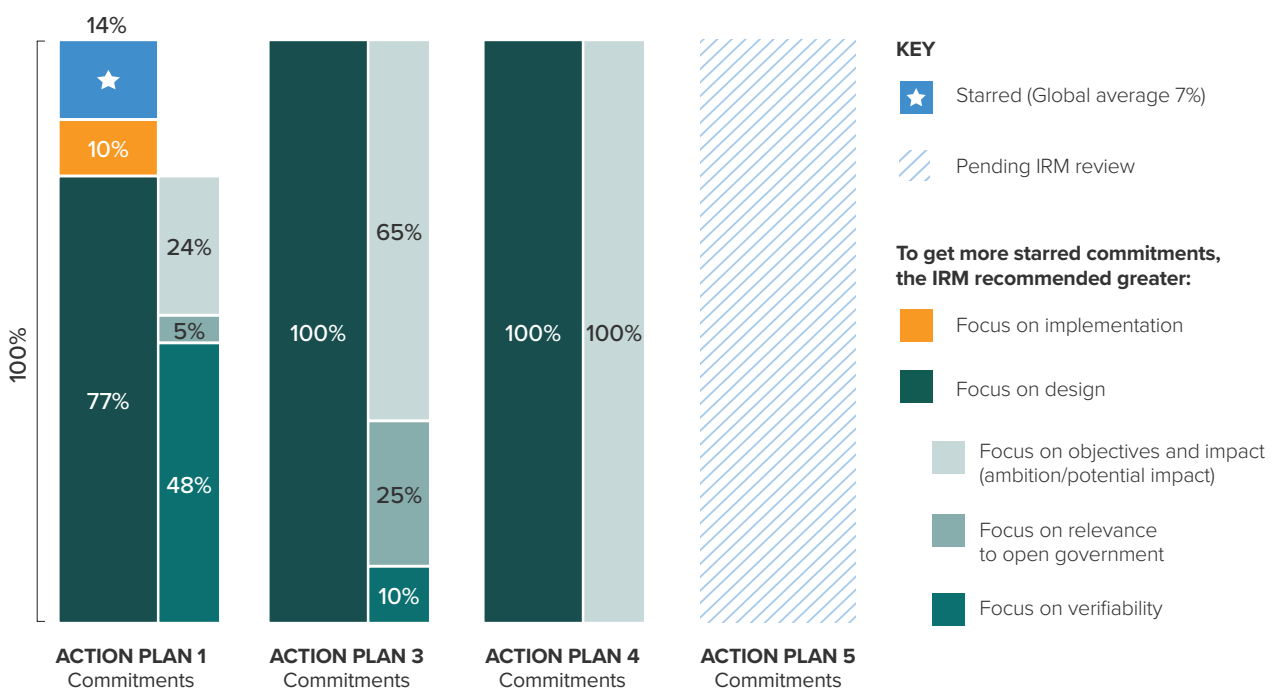 14%
10%
77%
24%
5%
48%
100%
ACTION PLAN 1
Commitments
100%
65%
25%
10%
ACTION PLAN 3
Commitments
100%
100%
ACTION PLAN 4
Commitments
ACTION PLAN 5
Commitments
KEY
Starred (Global average 7%)
Pending IRM review
To get more starred commitments,
the IRM recommended greater:
Focus on implementation
Focus on design
Focus on objectives and impact
(ambition/potential impact)
Focus on relevance
to open government
Focus on verifiability